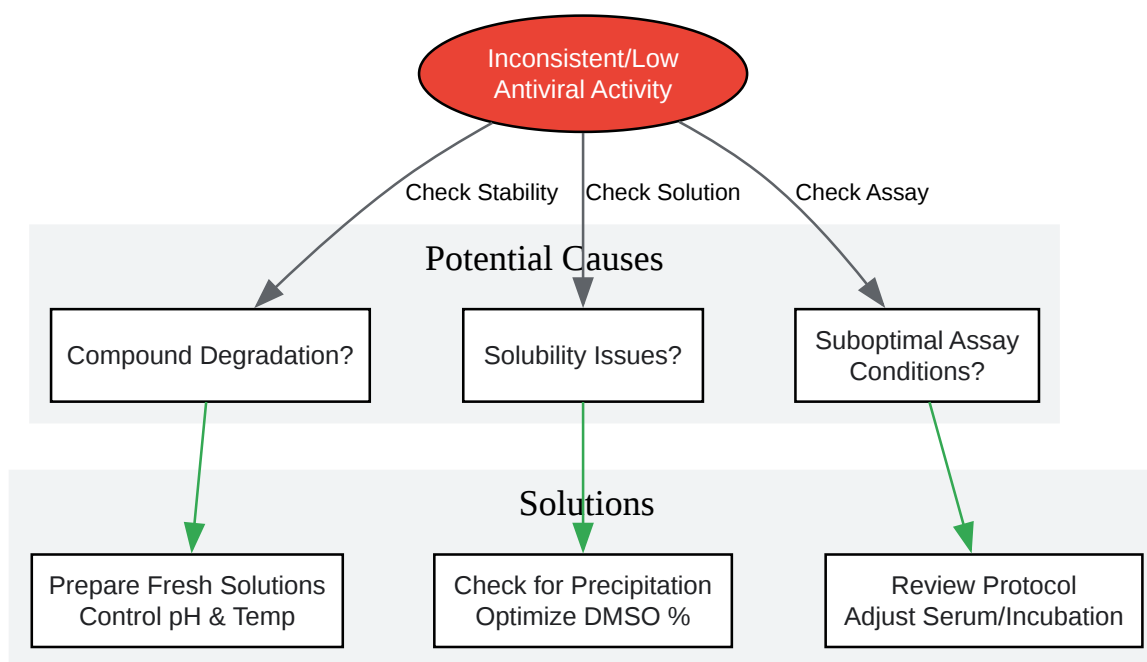 Inconsistent/Low
Antiviral Activity
Check Stability
Check Solution
Check Assay
Potential Causes
Compound Degradation?
Solubility Issues?
Suboptimal Assay
Conditions?
Solutions
Prepare Fresh Solutions
Control pH & Temp
Check for Precipitation
Optimize DMSO %
Review Protocol
Adjust Serum/Incubation